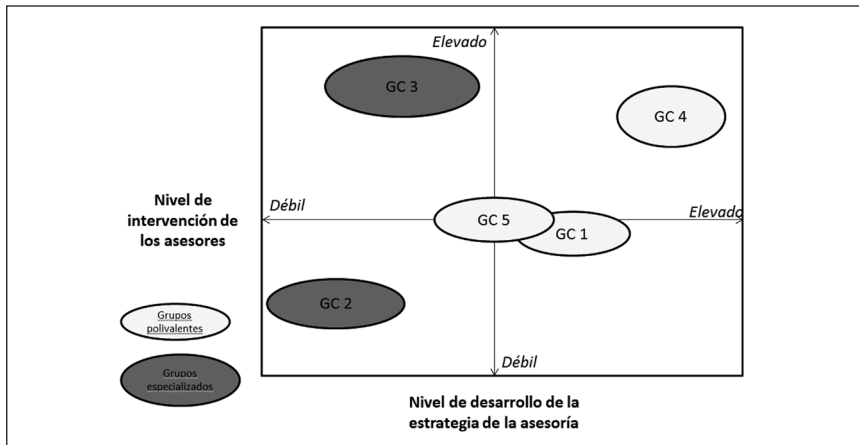 Elevado
GC 3
GC 4
Nivel de
intervención de
los asesores
Débil
Elevado
GC 5
GC 1
GC 2
Grupos
polivalentes
Débil
Grupos
especializados
Nivel de desarrollo de la
estrategia de la asesoría